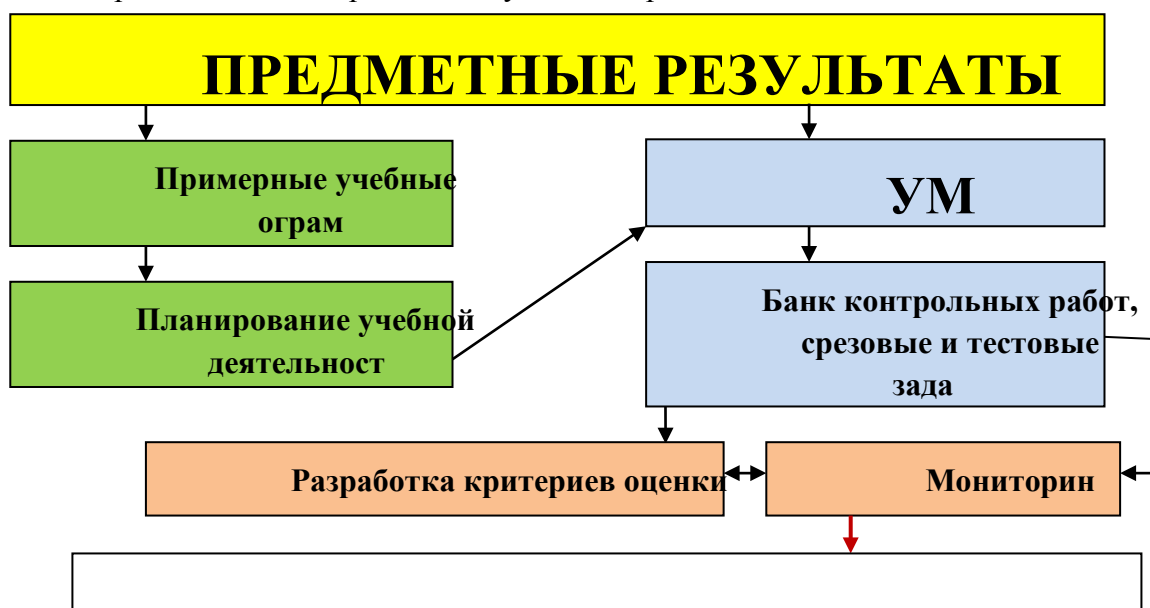 ПРЕДМЕТНЫЕ РЕЗУЛЬТАТЫ
Примерные учебные
ограм
УМ
Планирование учебной
деятельност
Банк контрольных работ,
срезовые и тестовые
зада
Разработка критериев оценки
Мониторин